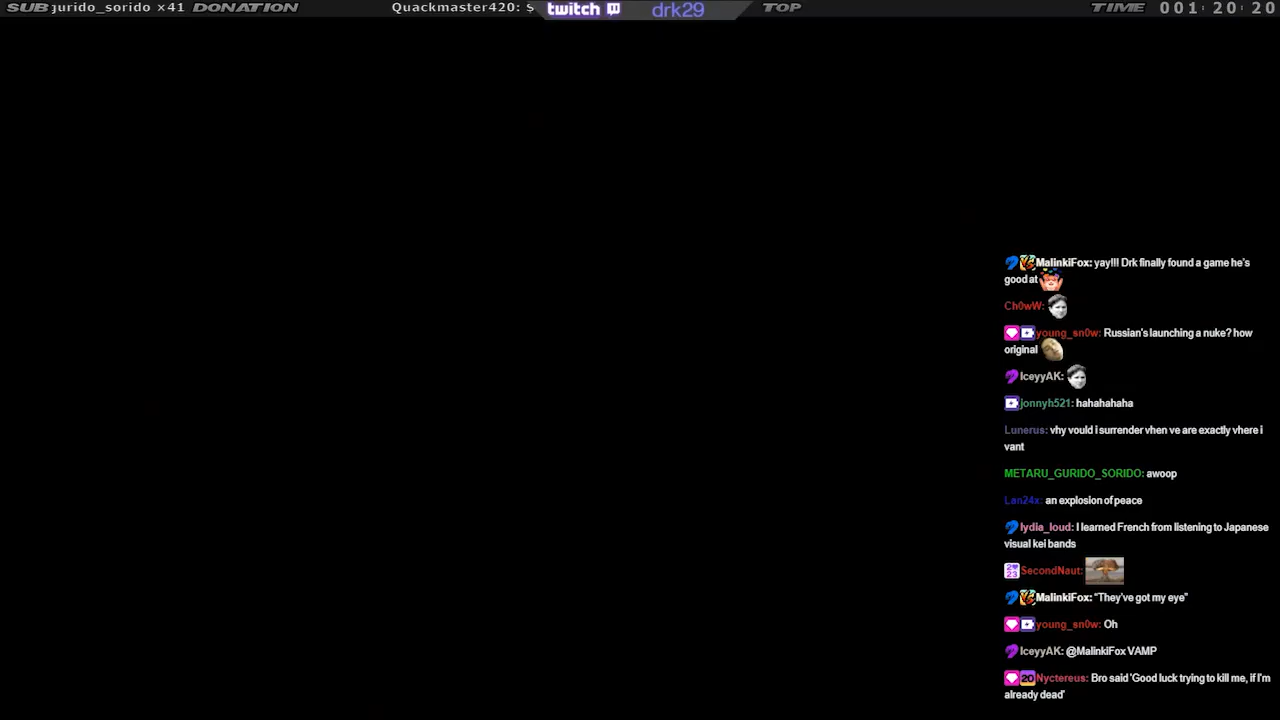 SUB jurido_sorido ×41 DONATION Quackmaster420: $ twitch drk29 TOP TIME 001:20:20
MalinkiFox: yay!!! Drk finally found a game he's
good at
Ch0wW:
young_sn0w: Russian's launching a nuke? how
original
IceyyAK:
jonnyh521: hahahahaha
Lunerus: vhy vould i surrender vhen ve are exactly vhere i
vant
METARU_GURIDO_SORIDO: awoop
Lan24x: an explosion of peace
lydia_loud: I learned French from listening to Japanese
visual kei bands
SecondNaut:
MalinkiFox: “They've got my eye”
young_sn0w: Oh
IceyyAK: @MalinkiFox VAMP
20 Nyctereus: Bro said 'Good luck trying to kill me, if I'm
already dead'